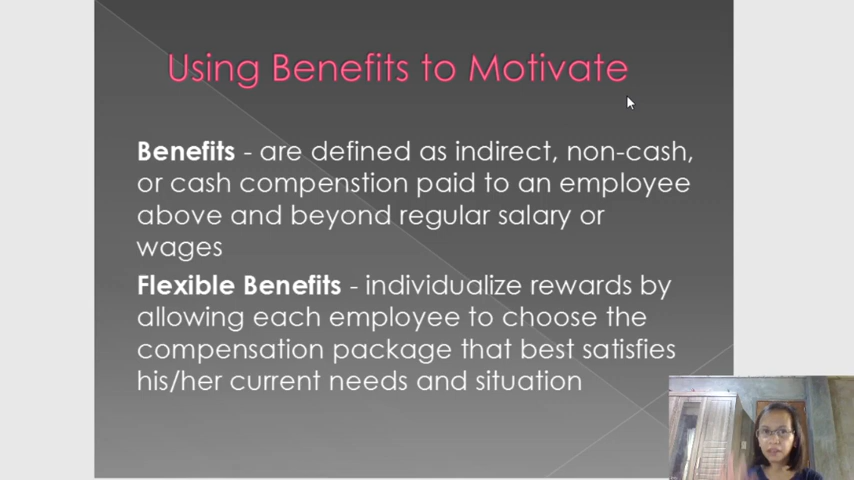 Using Benefits to Motivate
Benefits - are defined as indirect, non-cash,
or cash compenstion paid to an employee
above and beyond regular salary or
wages
Flexible Benefits - individualize rewards by
allowing each employee to choose the
compensation package that best satisfies
his/her current needs and situation